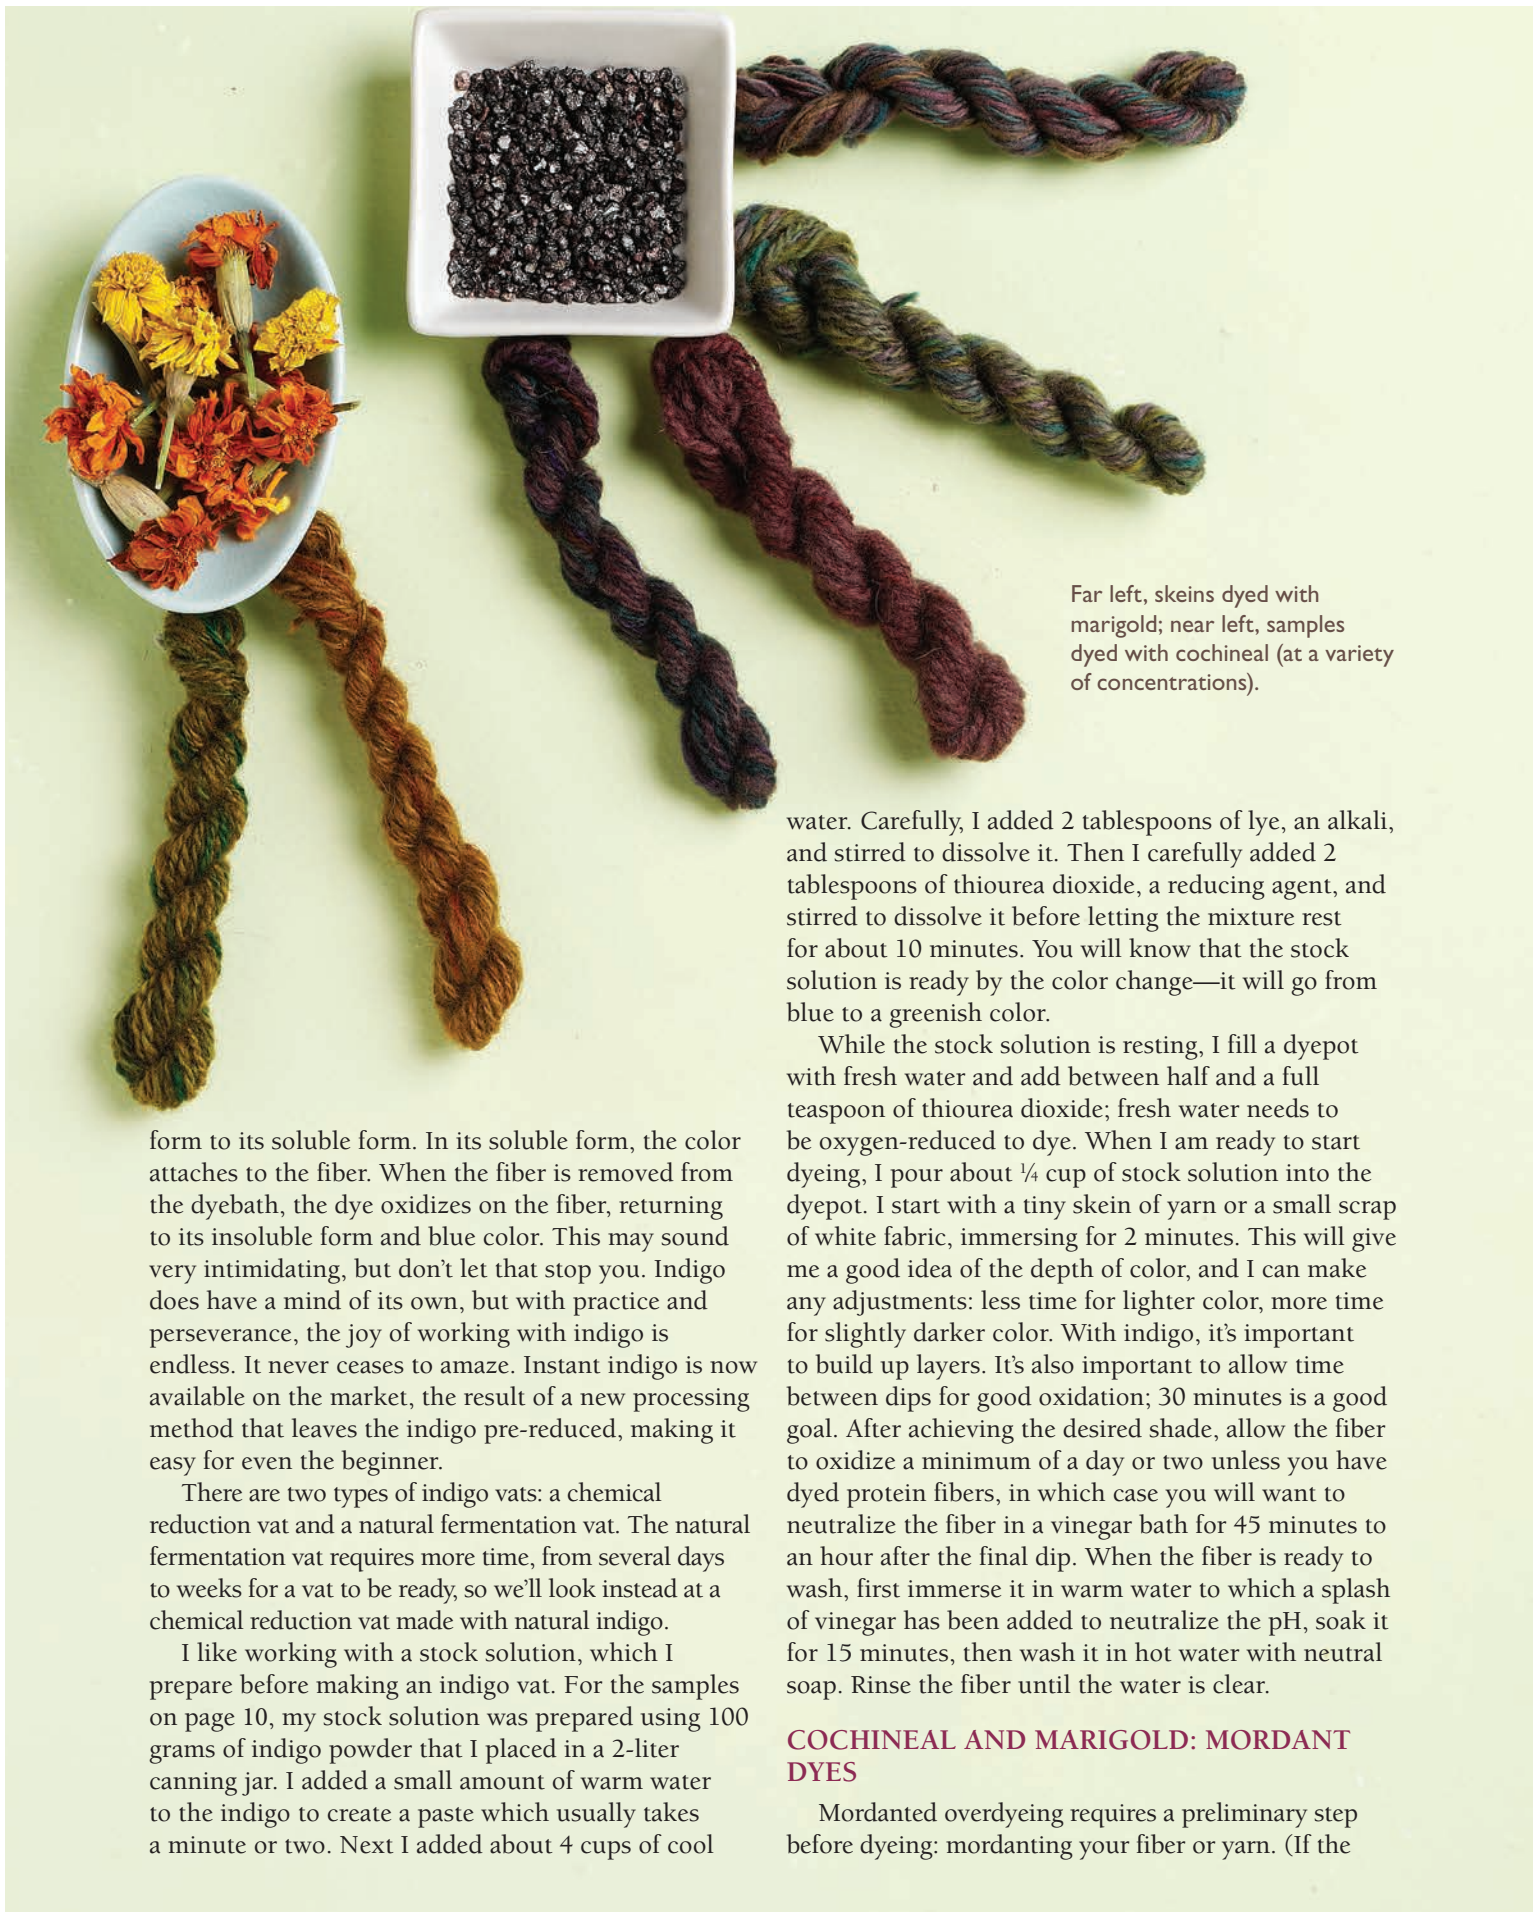 Far left, skeins dyed with
marigold; near left, samples
dyed with cochineal (at a variety
of concentrations).
form to its soluble form. In its soluble form, the color
attaches to the fiber. When the fiber is removed from
the dyebath, the dye oxidizes on the fiber, returning
to its insoluble form and blue color. This may sound
very intimidating, but don’t let that stop you. Indigo
does have a mind of its own, but with practice and
perseverance, the joy of working with indigo is
endless. It never ceases to amaze. Instant indigo is now
available on the market, the result of a new processing
method that leaves the indigo pre-reduced, making it
easy for even the beginner.
There are two types of indigo vats: a chemical
reduction vat and a natural fermentation vat. The natural
fermentation vat requires more time, from several days
to weeks for a vat to be ready, so we’ll look instead at a
chemical reduction vat made with natural indigo.
I like working with a stock solution, which I
prepare before making an indigo vat. For the samples
on page 10, my stock solution was prepared using 100
grams of indigo powder that I placed in a 2-liter
canning jar. I added a small amount of warm water
to the indigo to create a paste which usually takes
a minute or two. Next I added about 4 cups of cool
water. Carefully, I added 2 tablespoons of lye, an alkali,
and stirred to dissolve it. Then I carefully added 2
tablespoons of thiourea dioxide, a reducing agent, and
stirred to dissolve it before letting the mixture rest
for about 10 minutes. You will know that the stock
solution is ready by the color change—it will go from
blue to a greenish color.
While the stock solution is resting, I fill a dyepot
with fresh water and add between half and a full
teaspoon of thiourea dioxide; fresh water needs to
be oxygen-reduced to dye. When I am ready to start
dyeing, I pour about ¼ cup of stock solution into the
dyepot. I start with a tiny skein of yarn or a small scrap
of white fabric, immersing for 2 minutes. This will give
me a good idea of the depth of color, and I can make
any adjustments: less time for lighter color, more time
for slightly darker color. With indigo, it’s important
to build up layers. It’s also important to allow time
between dips for good oxidation; 30 minutes is a good
goal. After achieving the desired shade, allow the fiber
to oxidize a minimum of a day or two unless you have
dyed protein fibers, in which case you will want to
neutralize the fiber in a vinegar bath for 45 minutes to
an hour after the final dip. When the fiber is ready to
wash, first immerse it in warm water to which a splash
of vinegar has been added to neutralize the pH, soak it
for 15 minutes, then wash it in hot water with neutral
soap. Rinse the fiber until the water is clear.
COCHINEAL AND MARIGOLD: MORDANT
DYES
Mordanted overdyeing requires a preliminary step
before dyeing: mordanting your fiber or yarn. (If the